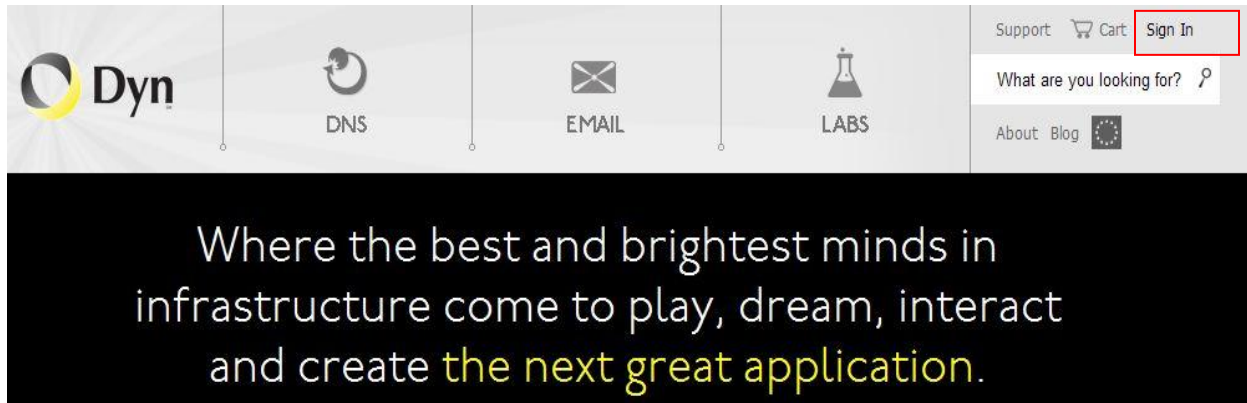 Dyn
DNS
EMAIL
LABS
Support Cart Sign In
What are you looking for?
About Blog
Where the best and brightest minds in
infrastructure come to play, dream, interact
and create the next great application.